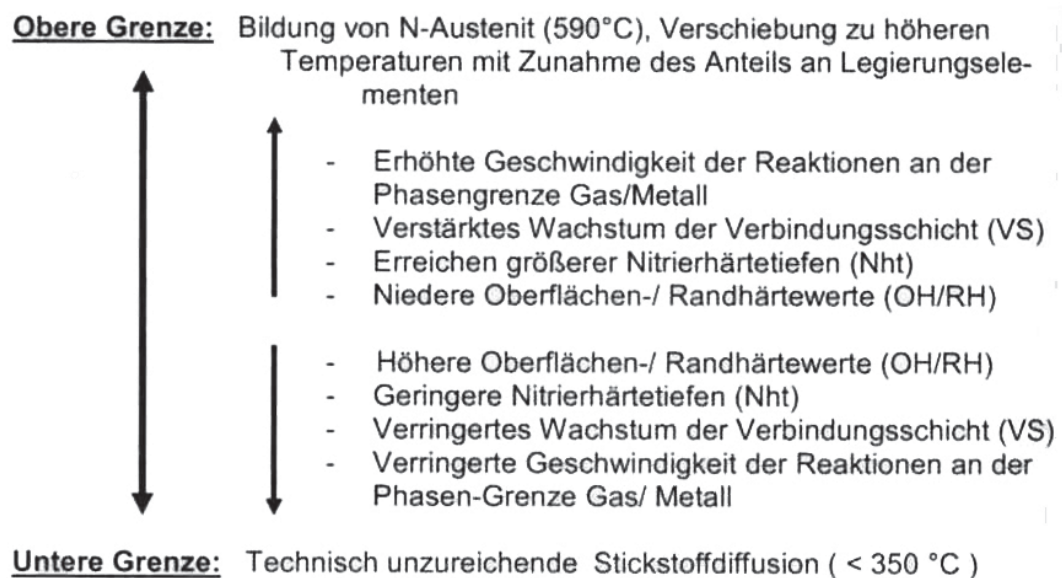 Obere Grenze: Bildung von N-Austenit (590°C), Verschiebung zu höheren
Temperaturen mit Zunahme des Anteils an Legierungsele-
menten
- Erhöhte Geschwindigkeit der Reaktionen an der
Phasengrenze Gas/Metall
- Verstärktes Wachstum der Verbindungsschicht (VS)
- Erreichen größerer Nitrierhärtetiefen (Nht)
- Niedere Oberflächen-/ Randhärtewerte (OH/RH)
- Höhere Oberflächen-/ Randhärtewerte (OH/RH)
- Geringere Nitrierhärtetiefen (Nht)
- Verringertes Wachstum der Verbindungsschicht (VS)
- Verringerte Geschwindigkeit der Reaktionen an der
Phasen-Grenze Gas/ Metall
Untere Grenze: Technisch unzureichende Stickstoffdiffusion ( < 350 °C )